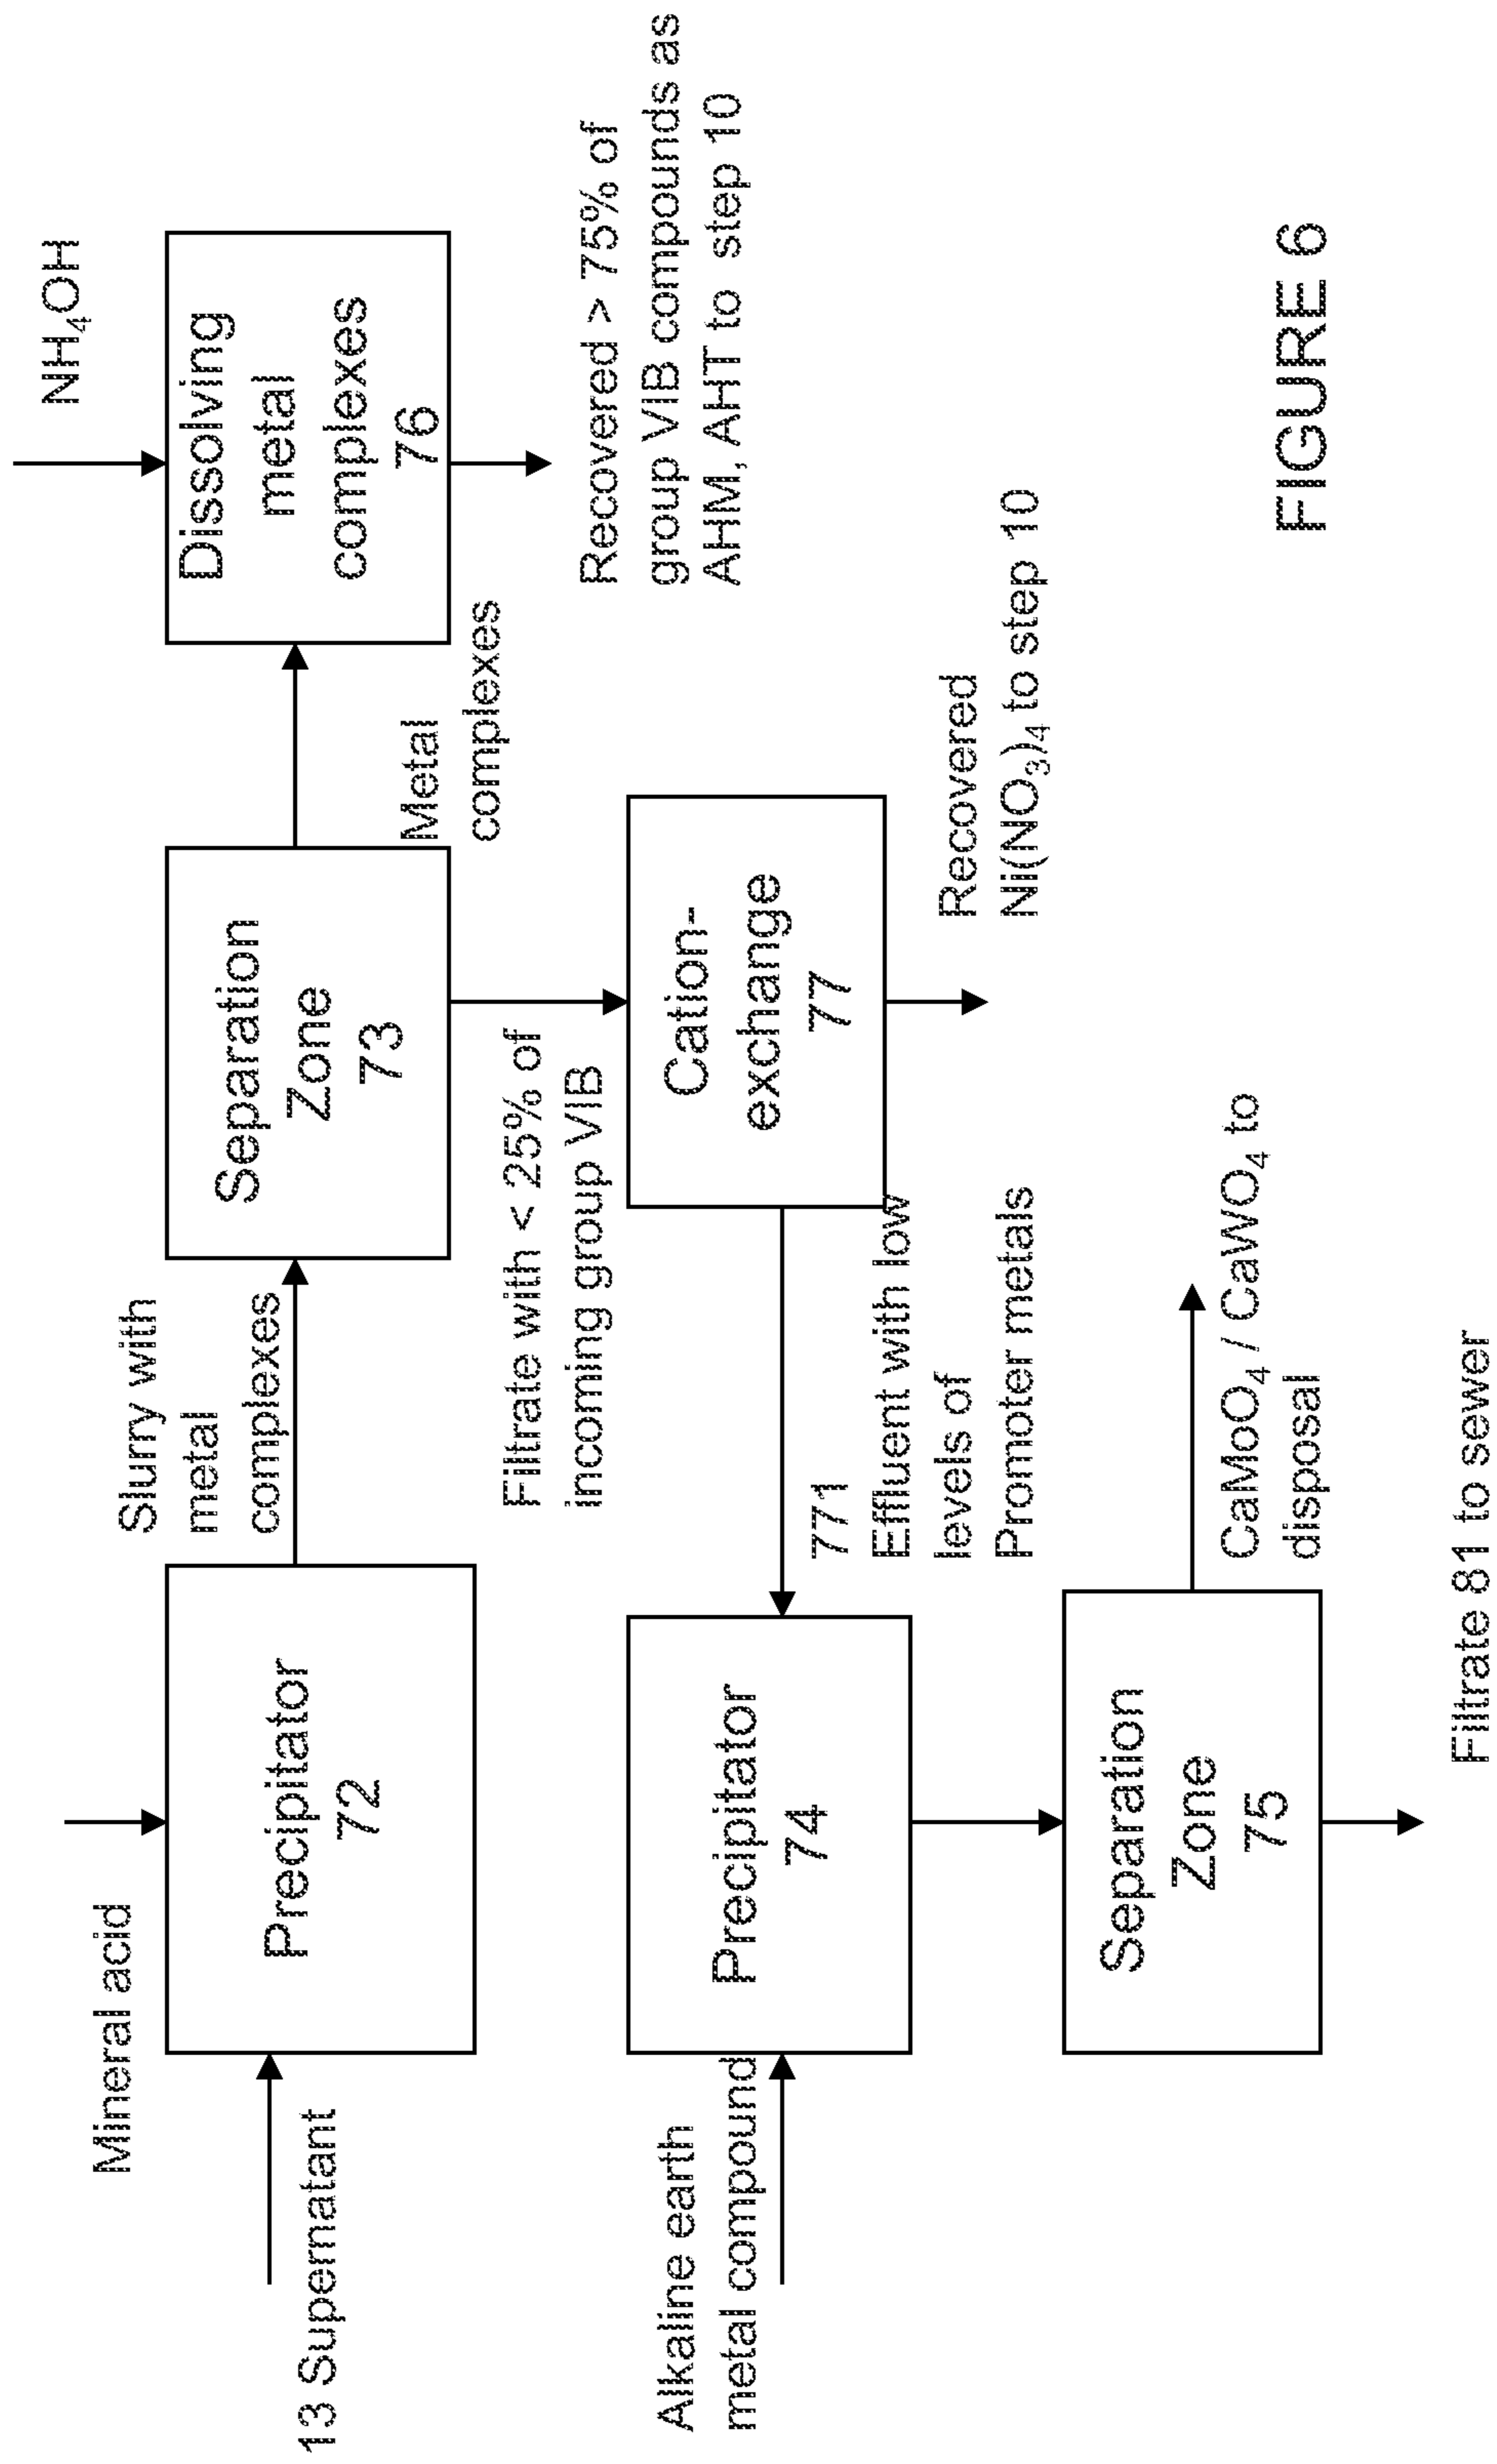 Mineral acid
NH4OH
13 Supernatant
Precipitator
72
Slurry with
metal
complexes
Separation
Zone
73
Metal
complexes
Dissolving
metal
complexes
76
Recovered > 75% of
group VIB compounds as
AHM, AHT to step 10
Filtrate with < 25% of
incoming group VIB
Alkaline earth
metal compound
Precipitator
74
771
Effluent with low
levels of
Promoter metals
Cation-
exchange
77
Recovered
Ni(NO3)4 to step 10
Separation
Zone
75
CaMoO4 / CaWO4 to
disposal
Filtrate 81 to sewer
FIGURE 6